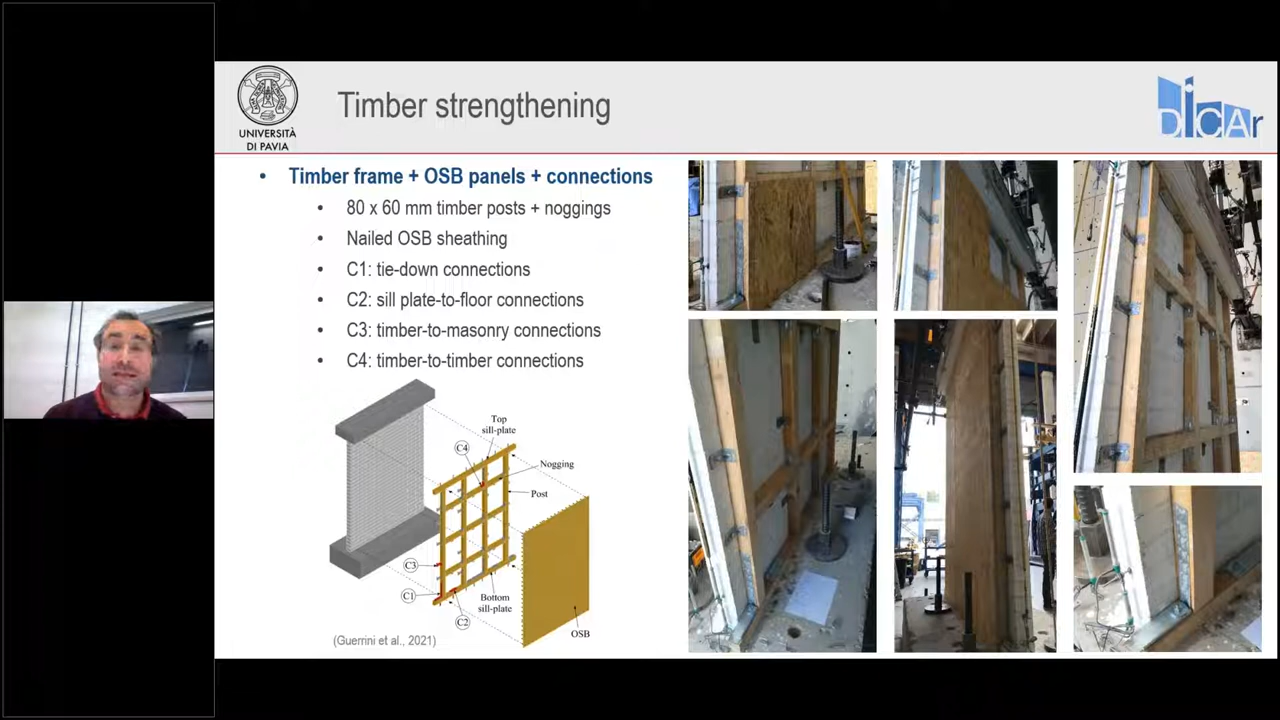 UNIVERSITÀ
DI PAVIA
Timber strengthening
DiCAr
• Timber frame + OSB panels + connections
• 80 x 60 mm timber posts + noggings
• Nailed OSB sheathing
• C1: tie-down connections
• C2: sill plate-to-floor connections
• C3: timber-to-masonry connections
• C4: timber-to-timber connections
Top
sill-plate
C4
Nogging
Post
C3
C1
Bottom
sill-plate
C2
OSB
(Guerrini et al., 2021)